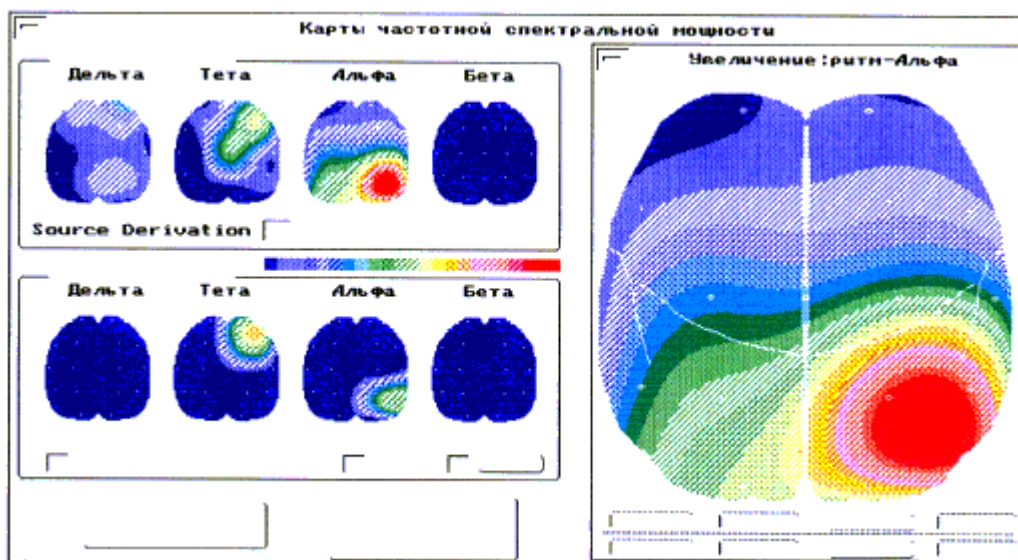 Карты частотной спектральной мощности
Дельта Тета Альфа Бета
Source Derivation
Дельта Тета Альфа Бета
Увеличение:ритм-Альфа